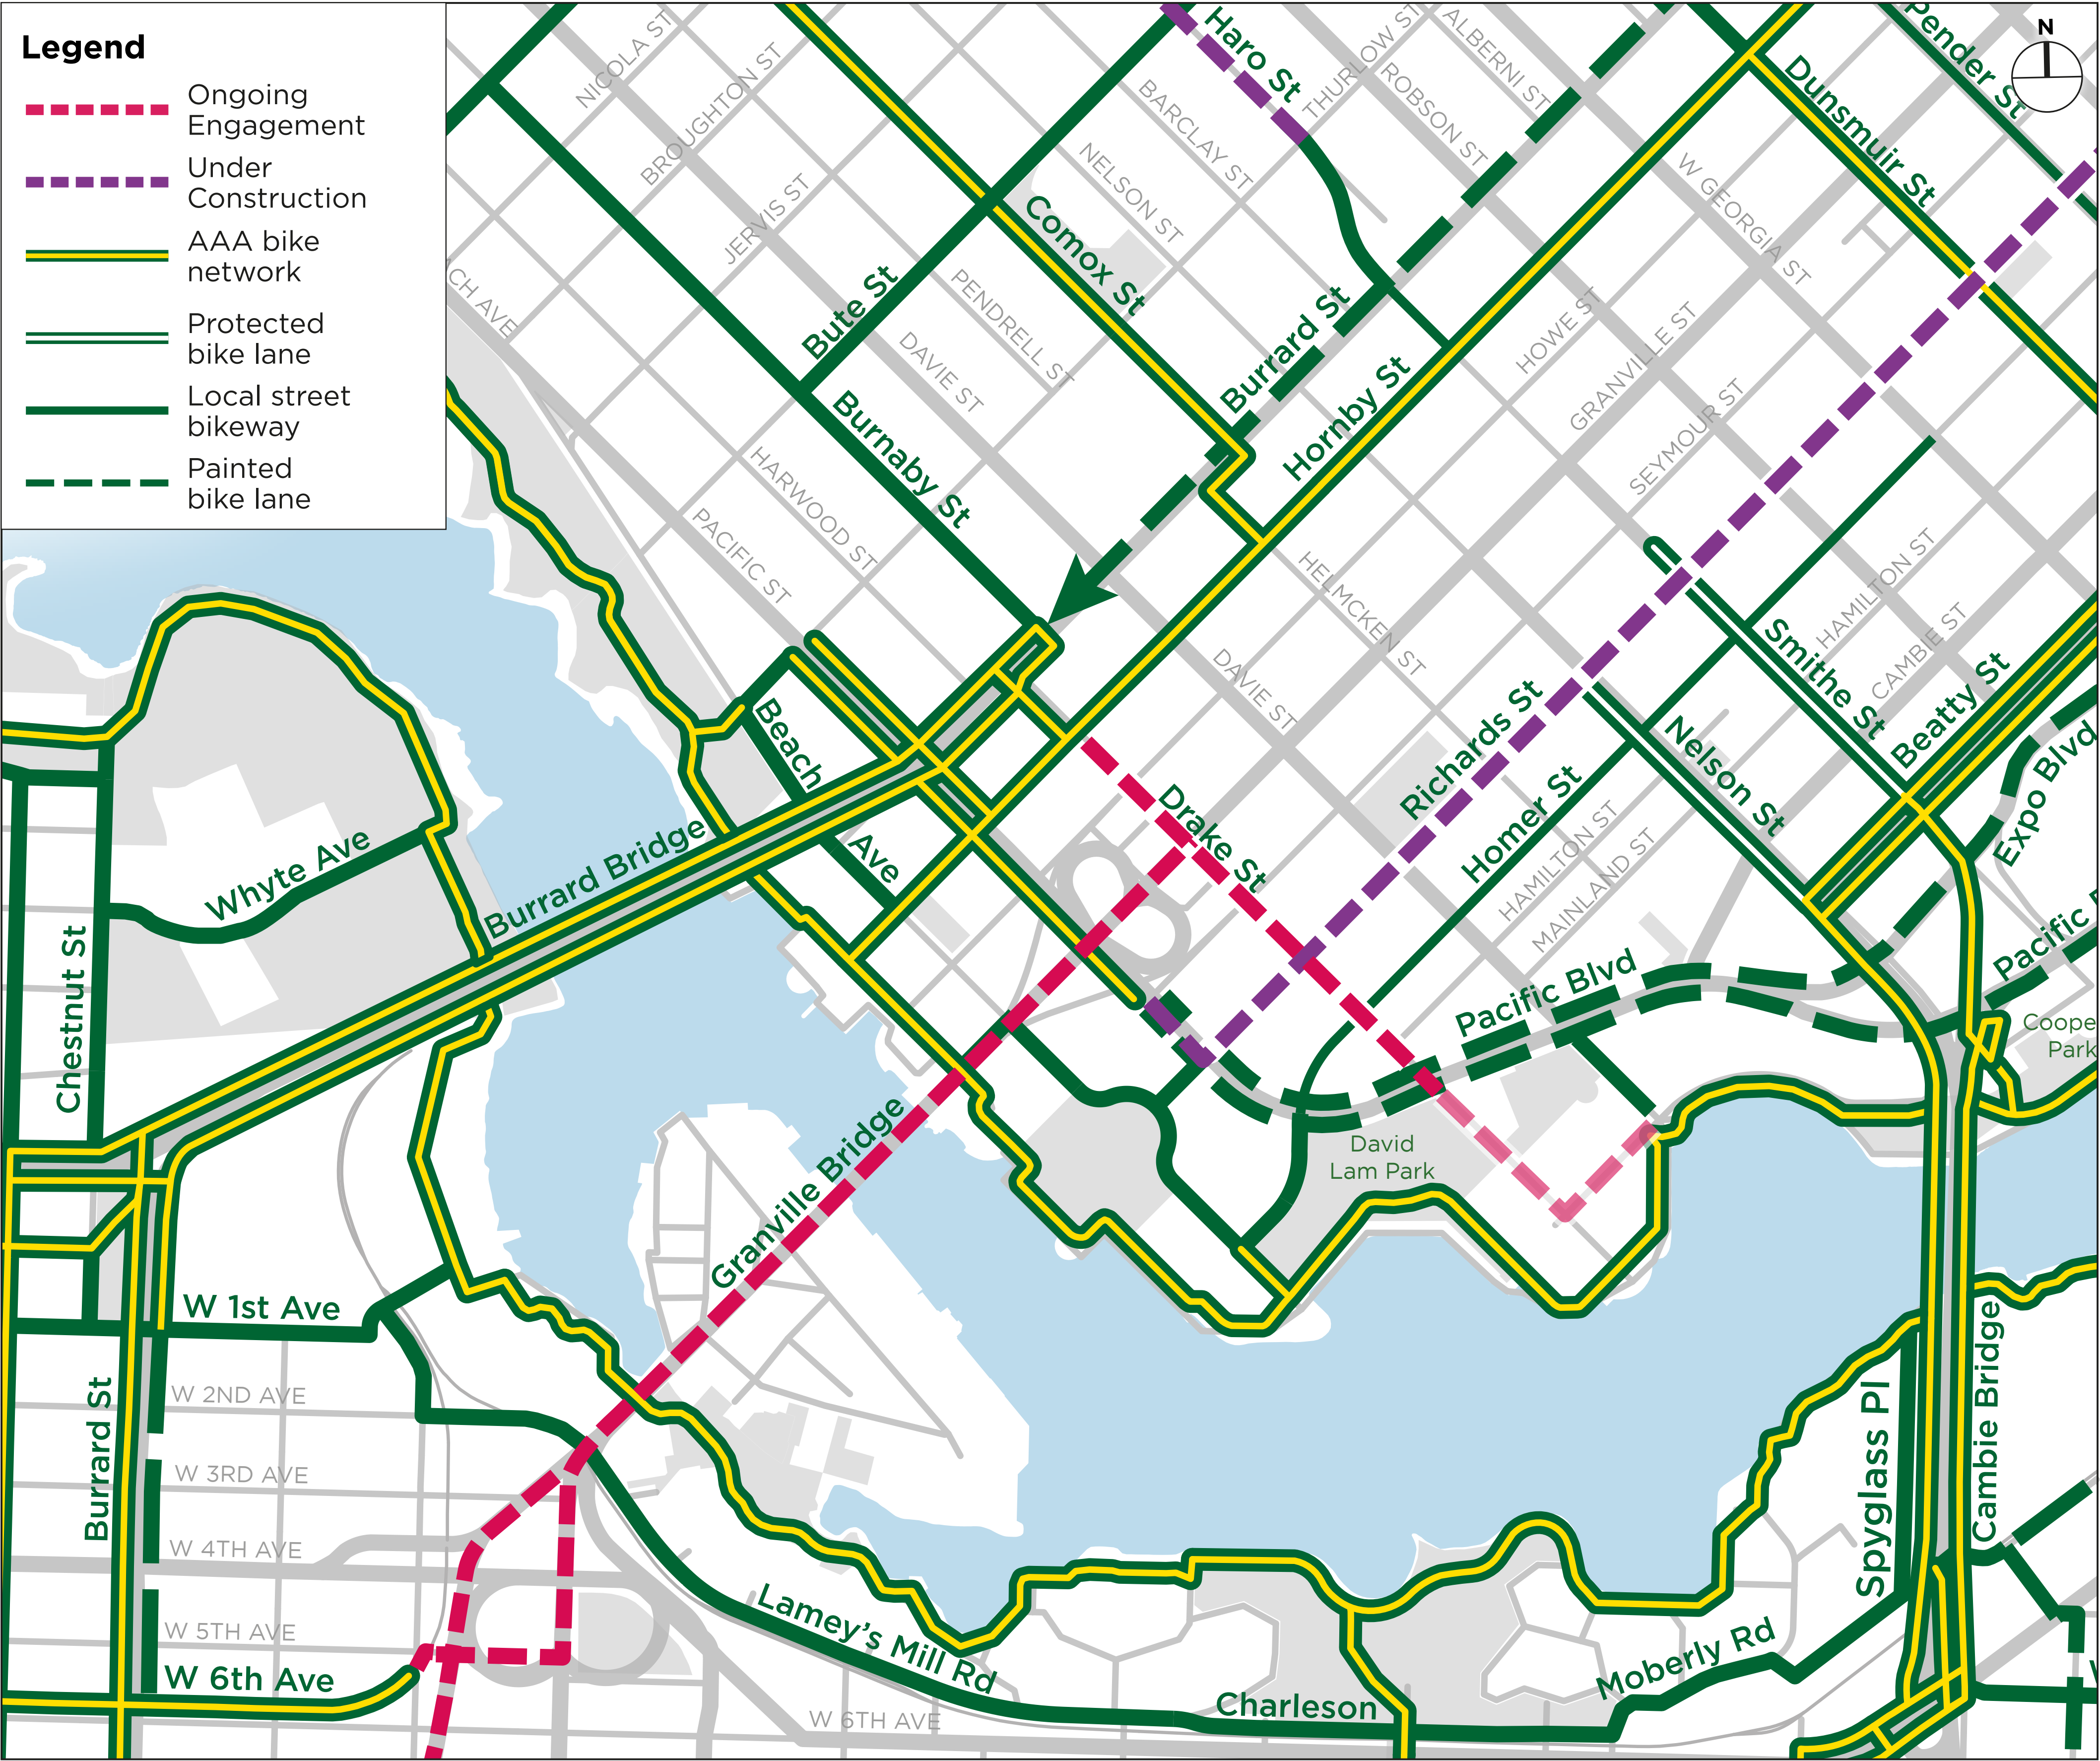 Legend
Ongoing
Engagement
Under
Construction
AAA bike
network
Protected
bike lane
Local street
bikeway
Painted
bike lane
N
NICOLA ST
BROUGHTON ST
JERVIS ST
Haro St
THURLOW ST
ALBERNI ST
ROBSON ST
BARCLAY ST
NELSON ST
Comox St
Pender St
Dunsmuir St
W GEORGIA ST
CH AVE
Bute St
PENDRELL ST
DAVIE ST
Burrard St
Hornby St
HOWE ST
GRANVILLE ST
SEYMOUR ST
Burnaby St
HARWOOD ST
PACIFIC ST
HELMCKEN ST
DAVIE ST
HAMILTON ST
CAMBIE ST
Smithe St
Beatty St
Nelson St
Expo Blvd
Richards St
Homer St
HAMILTON ST
MAINLAND ST
Beach
Ave
Drake St
Burrard Bridge
Whyte Ave
Chestnut St
Pacific Blvd
Pacific
Coope
Park
David
Lam Park
Granville Bridge
W 1st Ave
Burrard St
W 2ND AVE
W 3RD AVE
W 4TH AVE
W 5TH AVE
W 6th Ave
Spyglass Pl
Cambie Bridge
Lamey's Mill Rd
Moberly Rd
Charleson
W 6TH AVE